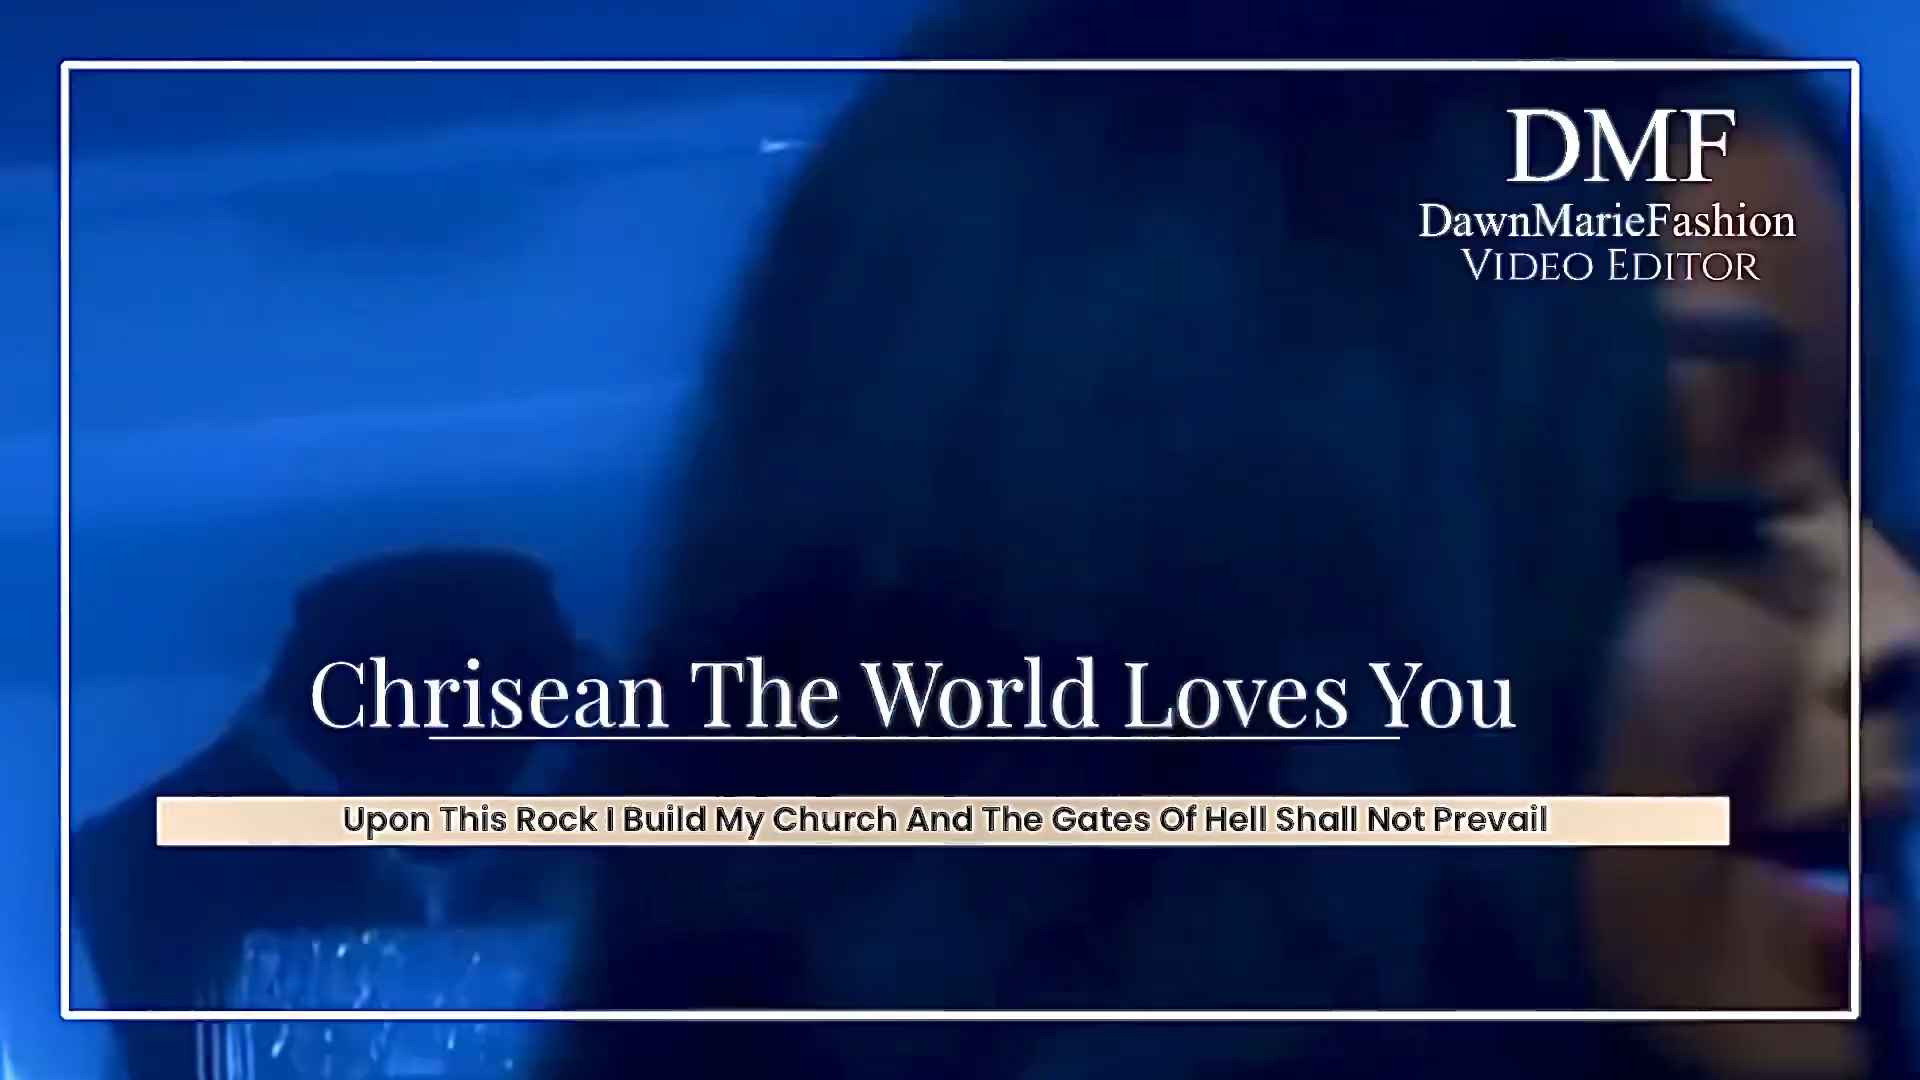 DMF
DawnMarieFashion
VIDEO EDITOR
Chrisean The World Loves You
Upon This Rock I Build My Church And The Gates Of Hell Shall Not Prevail